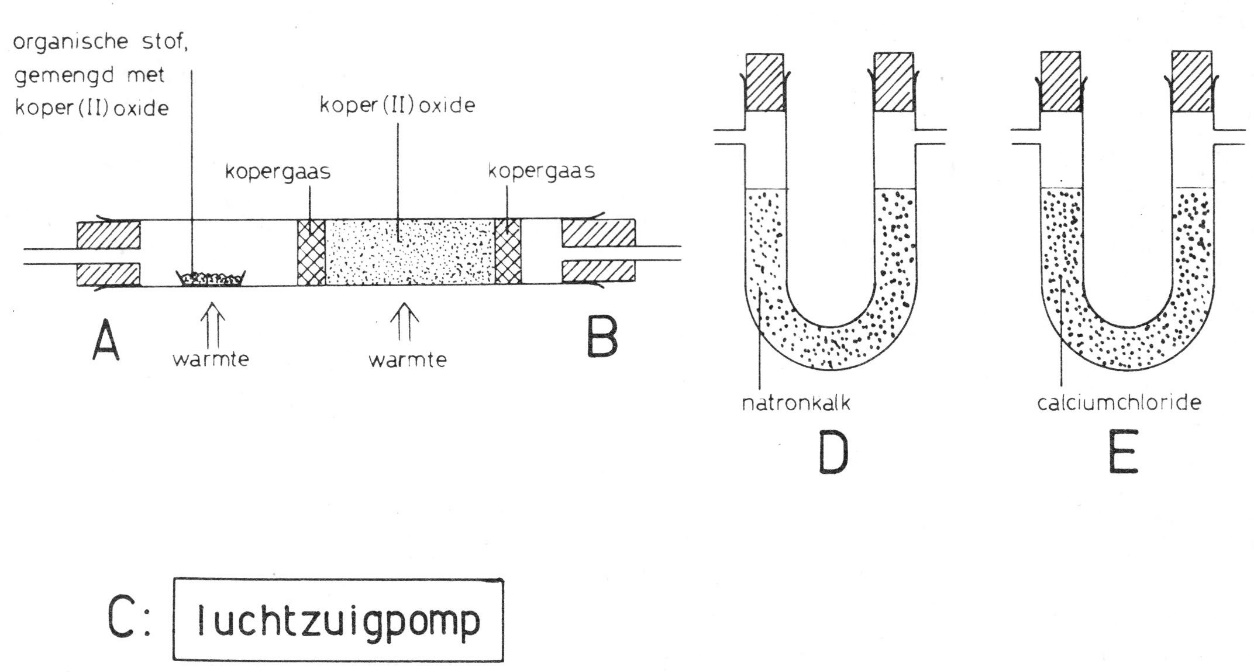 organische stof,
gemengd met
koper(II)oxide
koper(II)oxide
kopergaas
kopergaas
A
B
warmte
warmte
natronkalk
calciumchloride
D
E
C: luchtzuigpomp